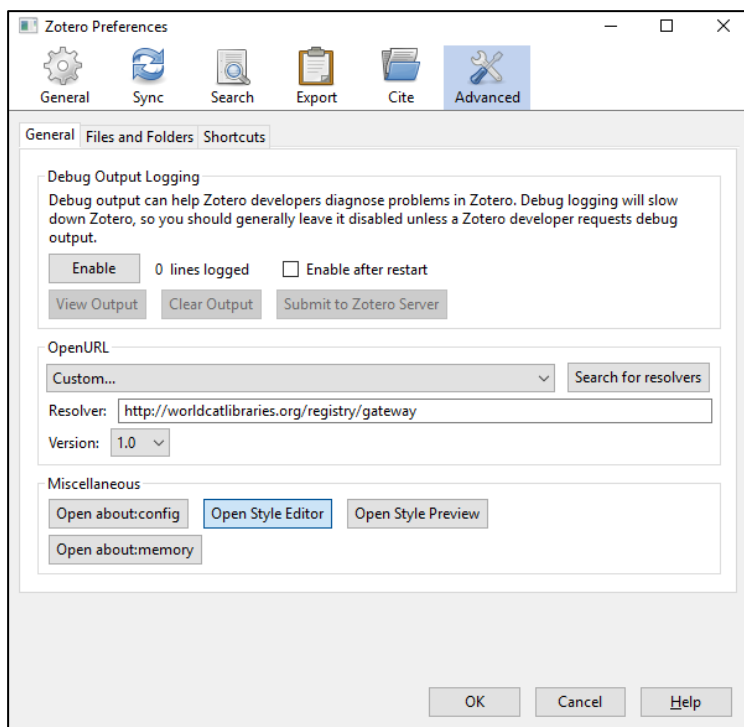 Zotero Preferences
General Sync Search Export Cite Advanced
General Files and Folders Shortcuts
Debug Output Logging
Debug output can help Zotero developers diagnose problems in Zotero. Debug logging will slow
down Zotero, so you should generally leave it disabled unless a Zotero developer requests debug
output.
Enable 0 lines logged Enable after restart
View Output Clear Output Submit to Zotero Server
OpenURL
Custom... Search for resolvers
Resolver: http://worldcatlibraries.org/registry/gateway
Version: 1.0
Miscellaneous
Open about:config Open Style Editor Open Style Preview
Open about:memory
OK Cancel Help